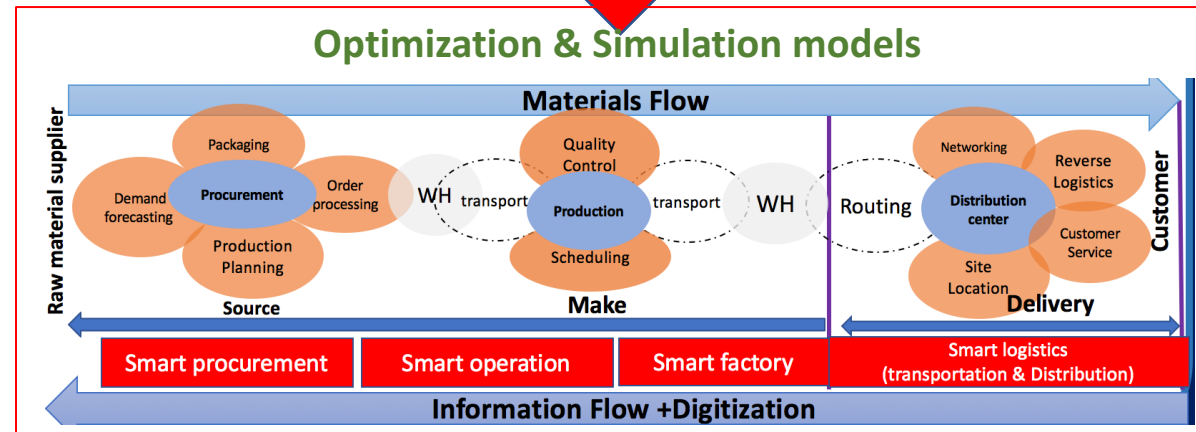 Optimization & Simulation models
Materials Flow
Raw material supplier
Packaging
Demand
forecasting
Procurement
Order
processing
Production
Planning
WH
transport
Quality
Control
Production
Scheduling
transport
WH
Routing
Networking
Reverse
Logistics
Distribution
center
Customer
Service
Site
Location
Customer
Source
Make
Delivery
Smart procurement
Smart operation
Smart factory
Smart logistics
(transportation & Distribution)
Information Flow +Digitization